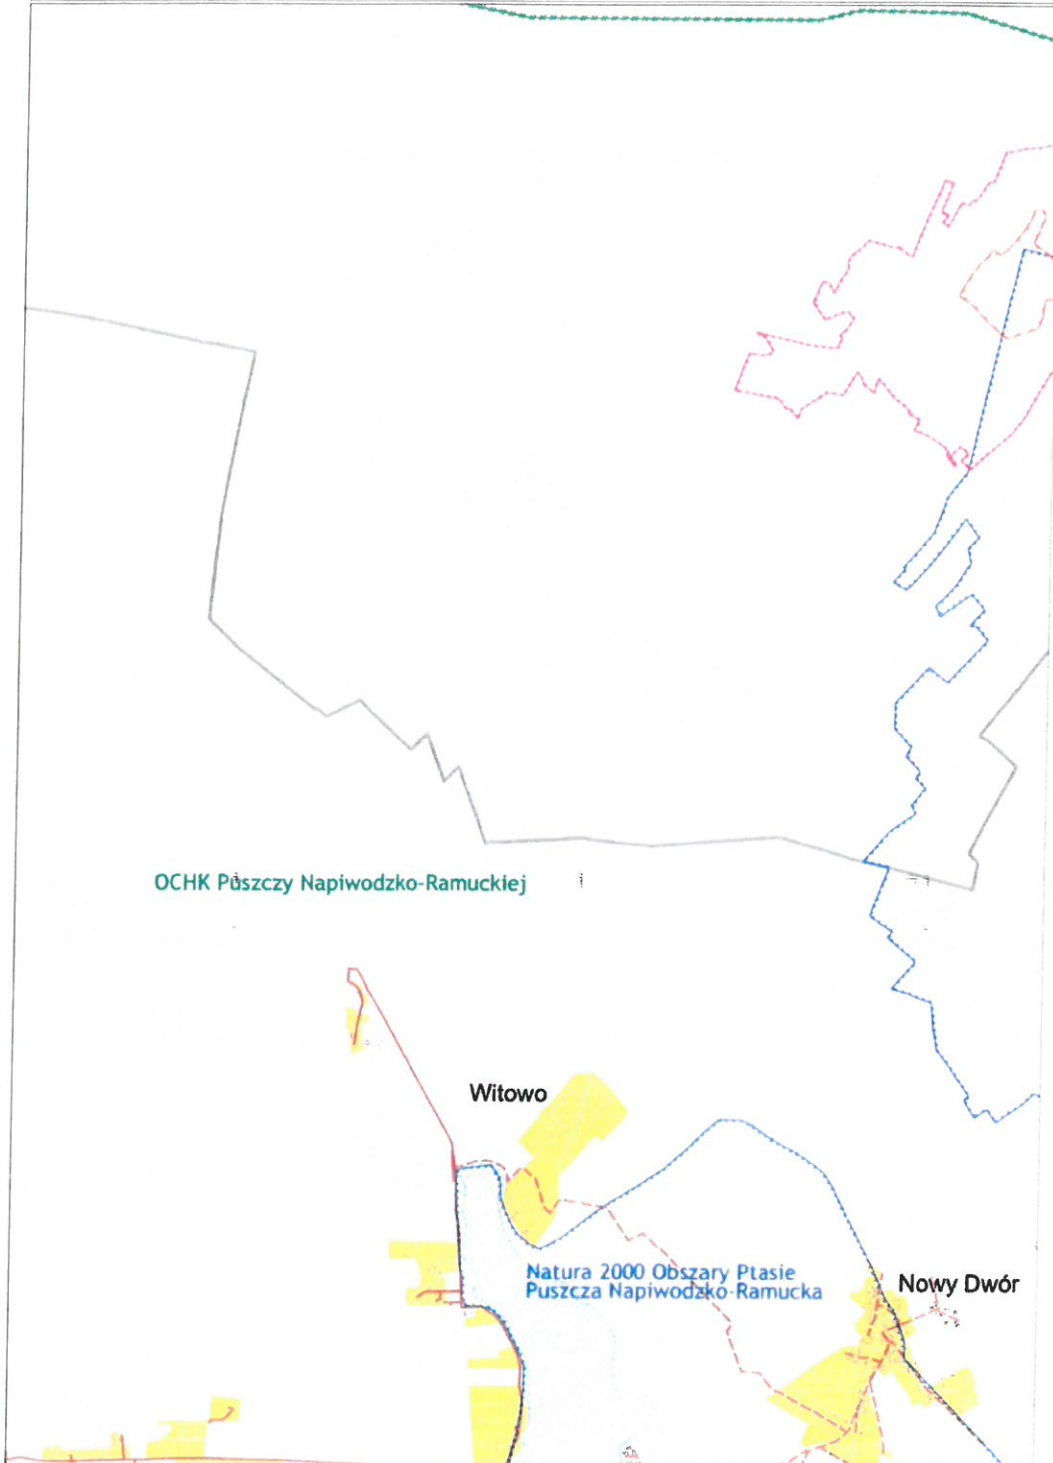 OCHK Puszczy Napiwodzko-Ramuckiej
Witowo
Natura 2000 Obszary Ptasie
Puszcza Napiwodzko-Ramucka
Nowy Dwór